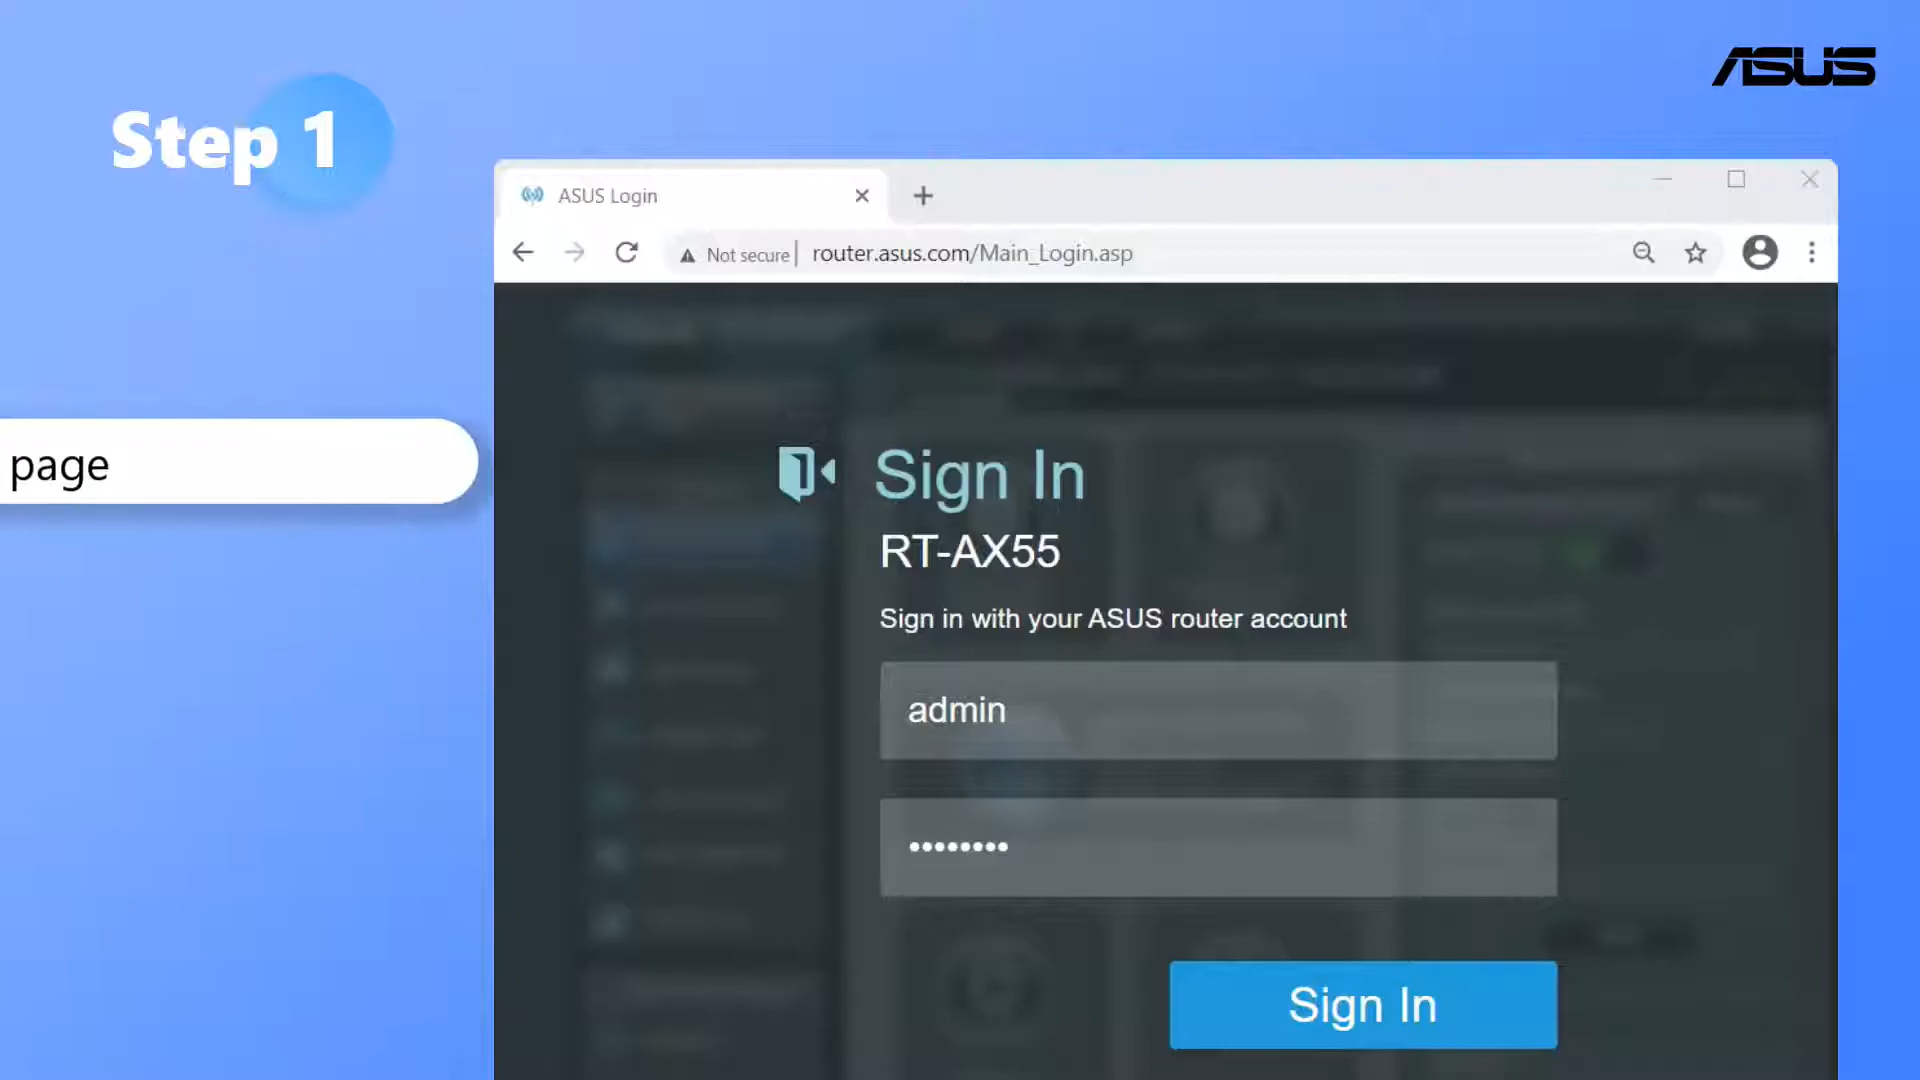 ASUS
Step 1
ASUS Login
Not secure
router.asus.com/Main_Login.asp
page
Sign In
RT-AX55
Sign in with your ASUS router account
admin
Sign In